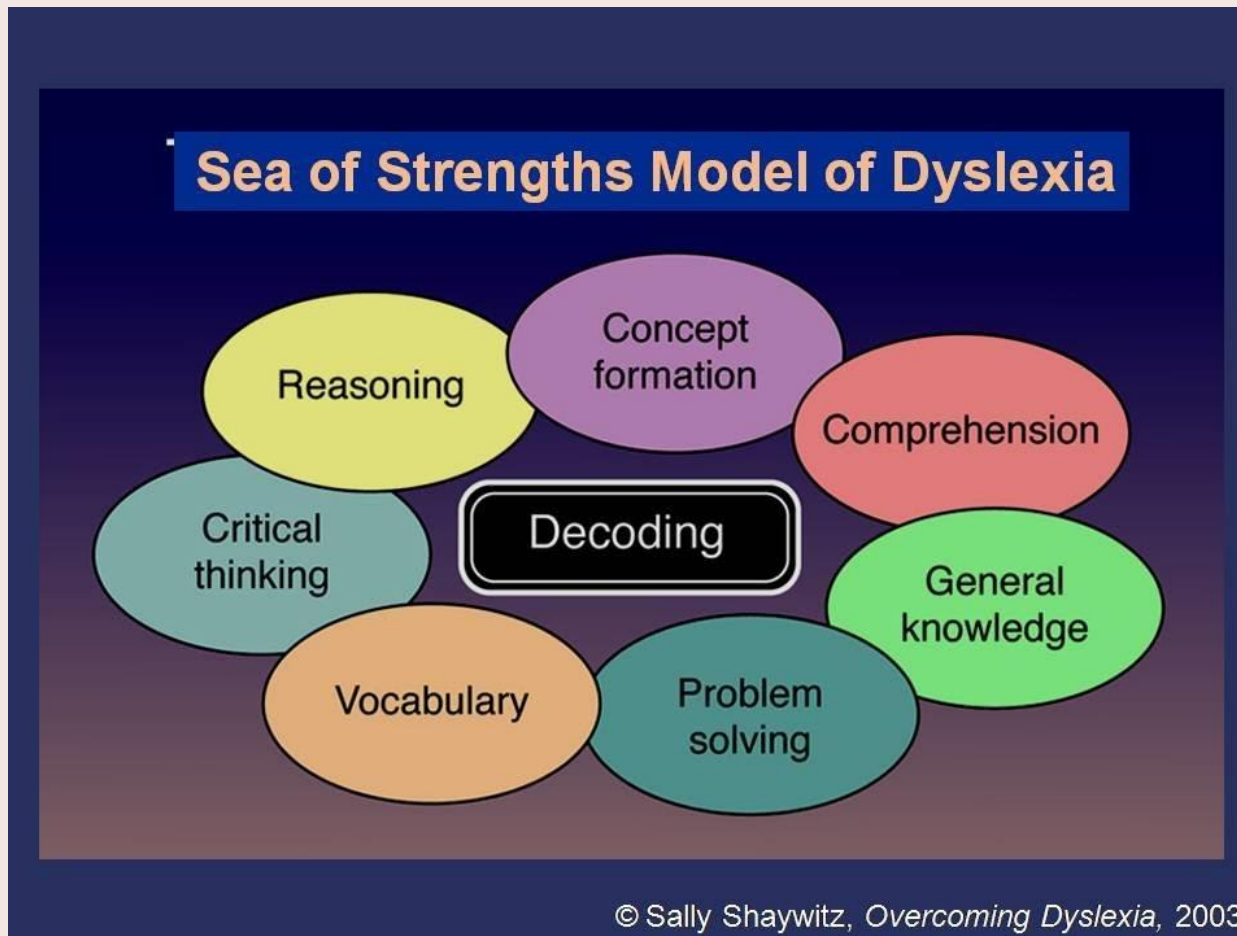 Sea of Strengths Model of Dyslexia
Concept
formation
Reasoning
Comprehension
Critical
thinking
Decoding
General
knowledge
Vocabulary
Problem
solving
© Sally Shaywitz, Overcoming Dyslexia, 2003